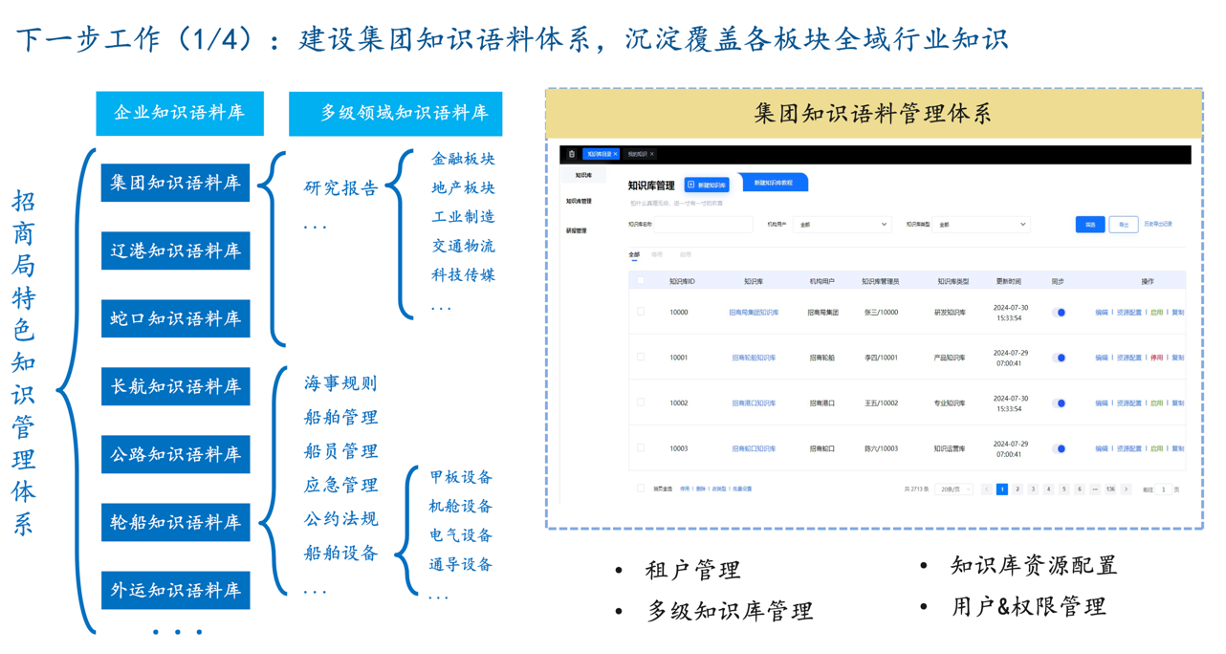 下一步工作（1/4）：建设集团知识语料体系，沉淀覆盖各板块全域行业知识
招商局特色知识管理体系
企业知识语料库
集团知识语料库
辽港知识语料库
蛇口知识语料库
长航知识语料库
公路知识语料库
轮船知识语料库
外运知识语料库
...
多级领域知识语料库
研究报告
...
金融板块
地产板块
工业制造
交通物流
科技传媒
...
海事规则
船舶管理
船员管理
应急管理
公约法规
船舶设备
...
甲板设备
机舱设备
电气设备
通导设备
...
集团知识语料管理体系
知识库目录 × 我的知识 ×
知识库
知识库管理
研报管理
知识库管理 新建知识库 新建知识库教程
知识库名称 机构用户 全部 知识库类型 全部 筛选 导出 历史导出记录
全部 停用 启用
知识库ID 知识库 机构用户 知识库管理员 知识库类型 更新时间 同步 操作
10000 招商局集团知识库 招商局集团 张三/10000 研发知识库 2024-07-30 15:33:54 编辑 | 资源配置 | 启用 | 复制
10001 招商轮船知识库 招商轮船 李四/10001 产品知识库 2024-07-29 07:00:41 编辑 | 资源配置 | 停用 | 复制
10002 招商港口知识库 招商港口 王五/10002 专业知识库 2024-07-30 15:33:54 编辑 | 资源配置 | 启用 | 复制
10003 招商蛇口知识库 招商蛇口 陈六/10003 知识运营库 2024-07-29 07:00:41 编辑 | 资源配置 | 启用 | 复制
当页全选 停用 | 删除 | 批量设置
共 2713 条 20条/页 < 1 2 3 4 5 6 ... 136 > 前往 1 页
• 租户管理
• 多级知识库管理
• 知识库资源配置
• 用户&权限管理